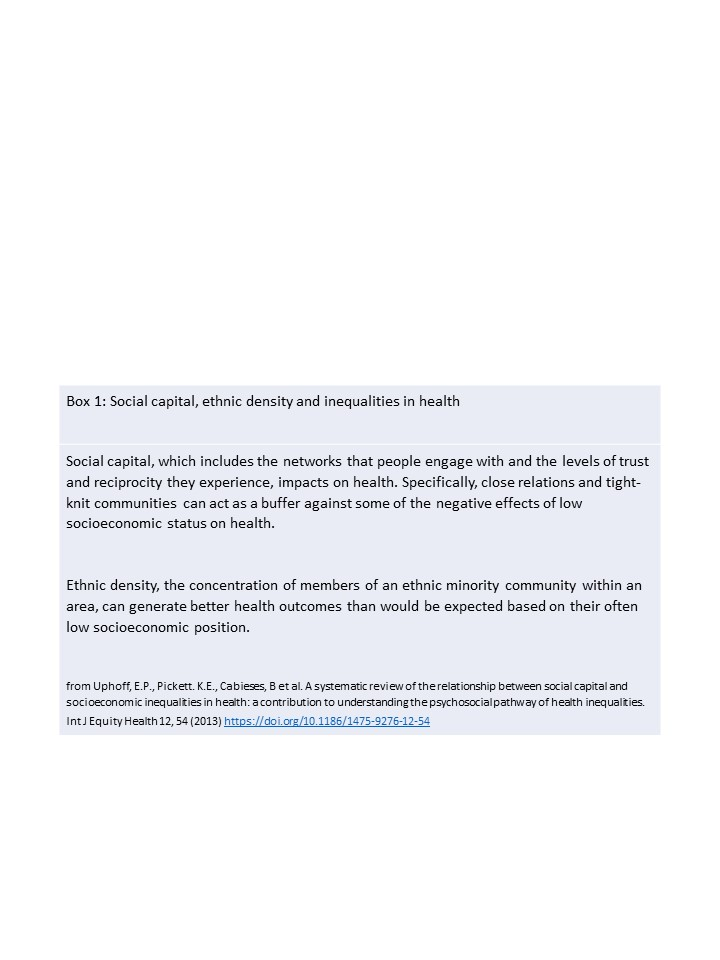 Box 1: Social capital, ethnic density and inequalities in health
Social capital, which includes the networks that people engage with and the levels of trust
and reciprocity they experience, impacts on health. Specifically, close relations and tight-
knit communities can act as a buffer against some of the negative effects of low
socioeconomic status on health.
Ethnic density, the concentration of members of an ethnic minority community within an
area, can generate better health outcomes than would be expected based on their often
low socioeconomic position.
from Uphoff, E.P., Pickett. K.E., Cabieses, B et al. A systematic review of the relationship between social capital and
socioeconomic inequalities in health: a contribution to understanding the psychosocial pathway of health inequalities.
Int J Equity Health 12, 54 (2013) https://doi.org/10.1186/1475-9276-12-54